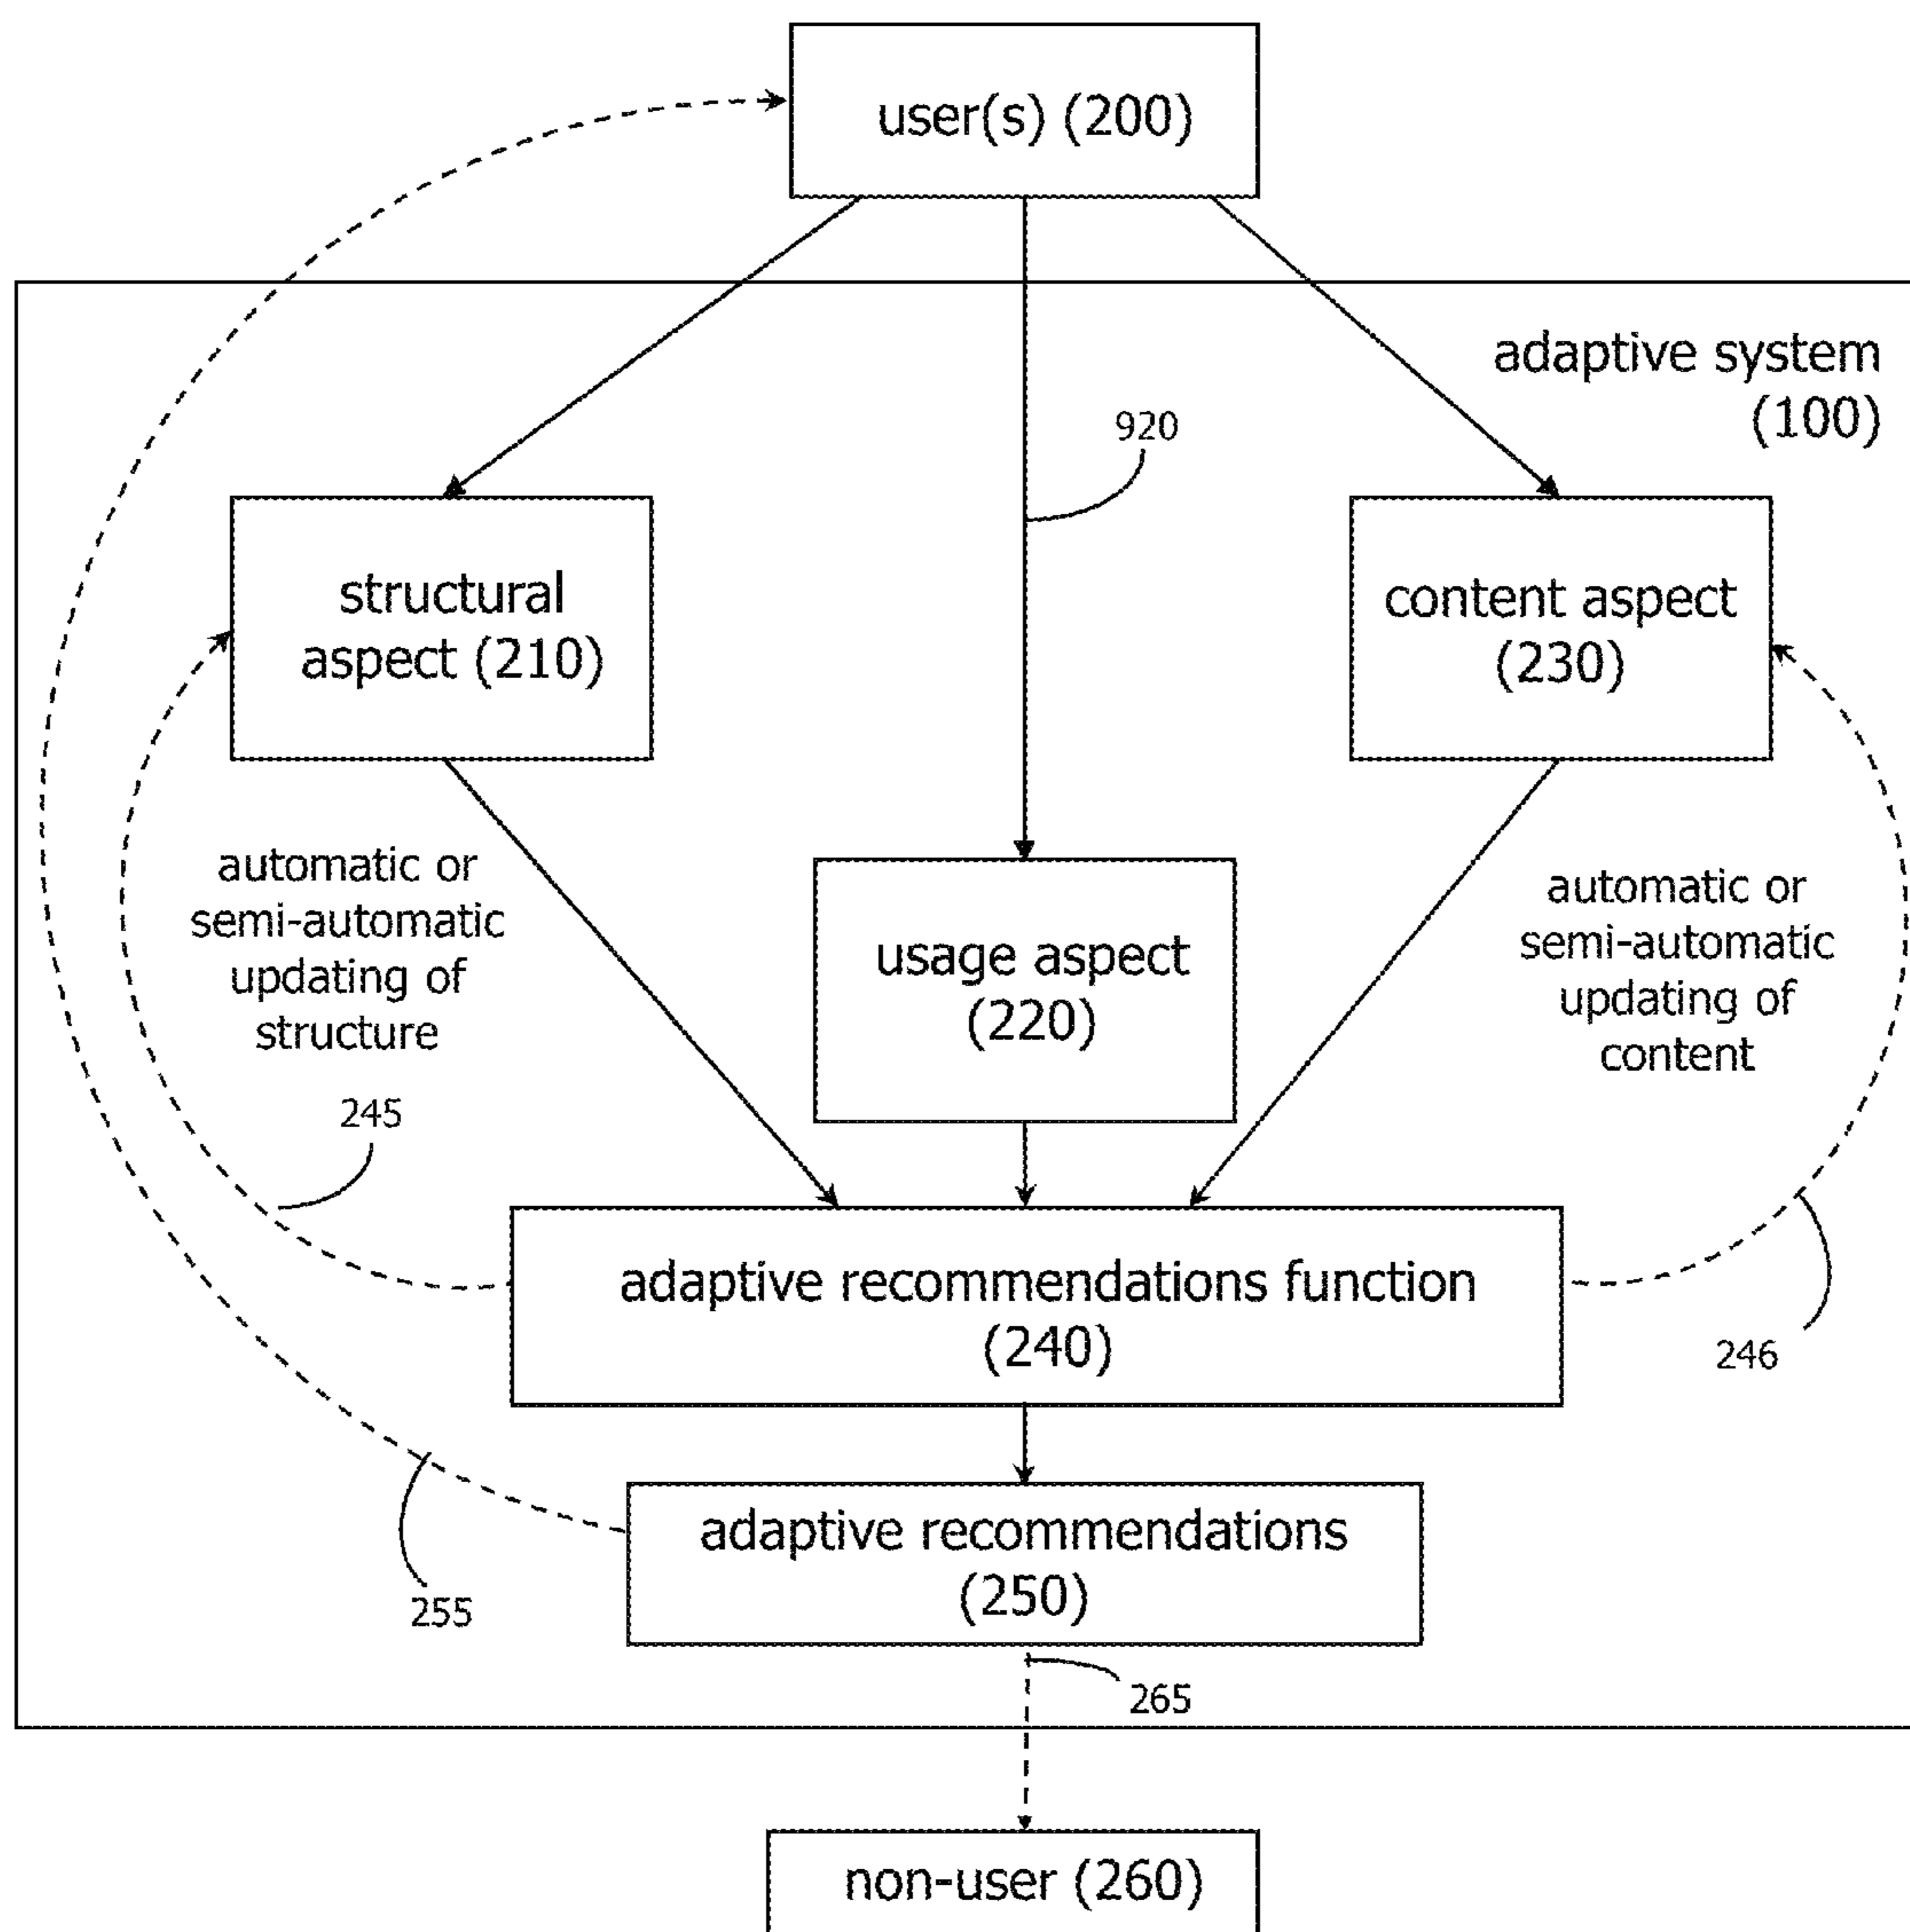 user(s) (200)
adaptive system
(100)
920
structural
aspect (210)
content aspect
(230)
automatic or
semi-automatic
updating of
structure
usage aspect
(220)
automatic or
semi-automatic
updating of
content
245
adaptive recommendations function
(240)
246
adaptive recommendations
(250)
255
265
non-user (260)